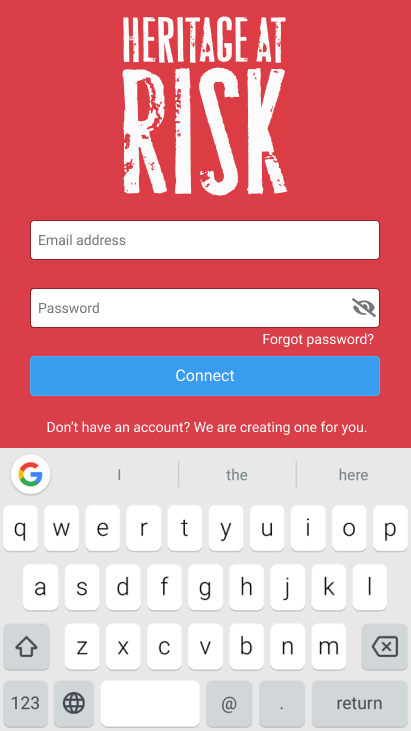 HERITAGE AT
RISK
Email address
Password
Forgot password?
Connect
Don't have an account? We are creating one for you.
G
I the here
q w e r t y u i o p
a s d f g h j k l
z x c v b n m
123 @ . return